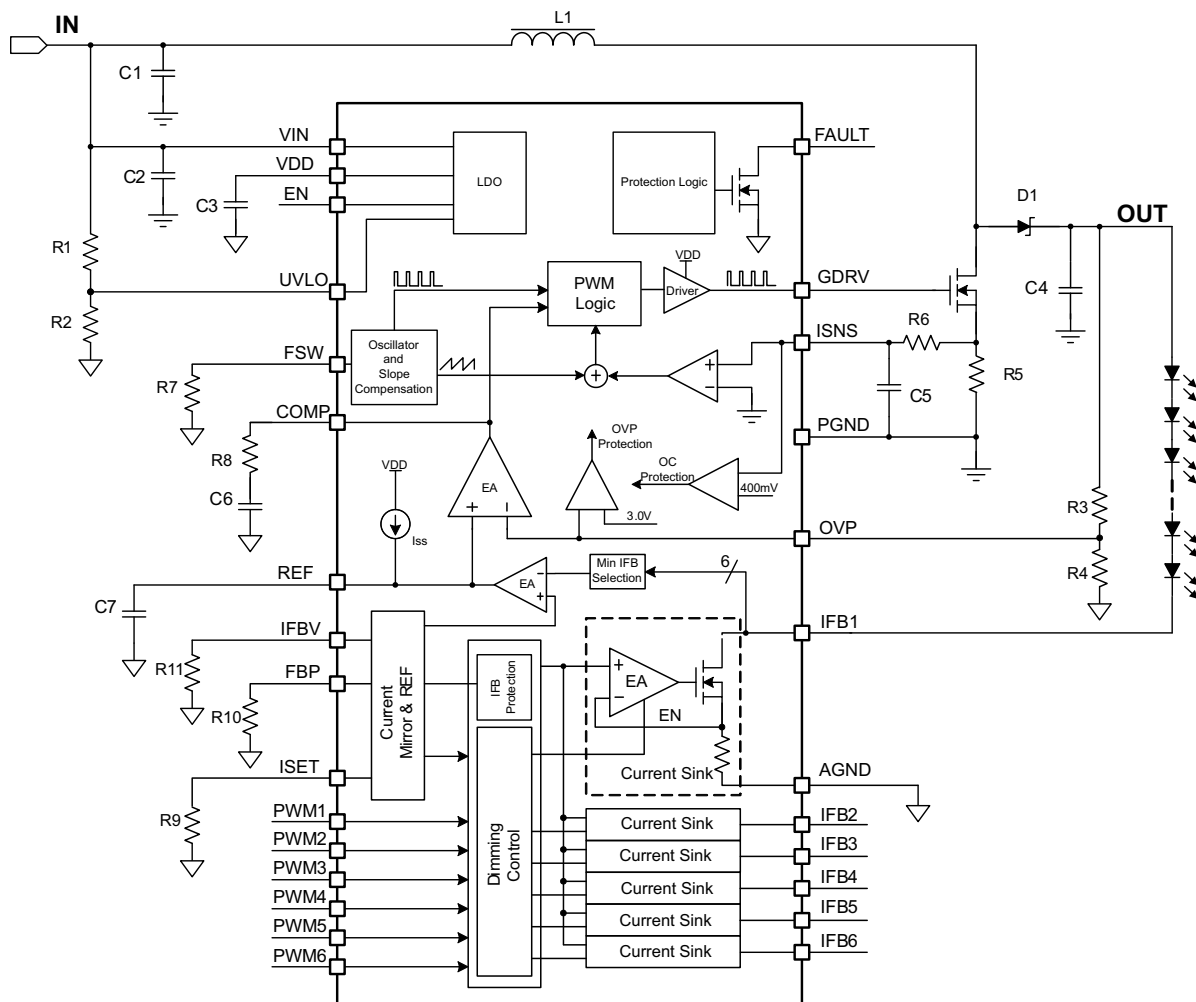 L1
IN
C1
VIN
FAULT
VDD
LDO
Protection Logic
C2
EN
C3
D1
OUT
R1
VDD
UVLO
PWM
Logic
Driver
GDRV
C4
R2
R6
ISNS
FSW
Oscillator
and
Slope
Compensation
+
+
−
R5
R7
C5
COMP
OVP
Protection
PGND
R8
VDD
EA
OC
Protection
C6
400mV
R3
+
−
3.0V
Iss
OVP
6
Min IFB
Selection
REF
EA
−
+
R4
C7
IFBV
IFB1
R11
FBP
IFB
Protection
+
EA
−
R10
Current
Mirror & REF
EN
ISET
Current Sink
AGND
R9
PWM1
Current Sink
IFB2
PWM2
Current Sink
IFB3
Dimming
Control
PWM3
Current Sink
IFB4
PWM4
Current Sink
IFB5
PWM5
Current Sink
IFB6
PWM6